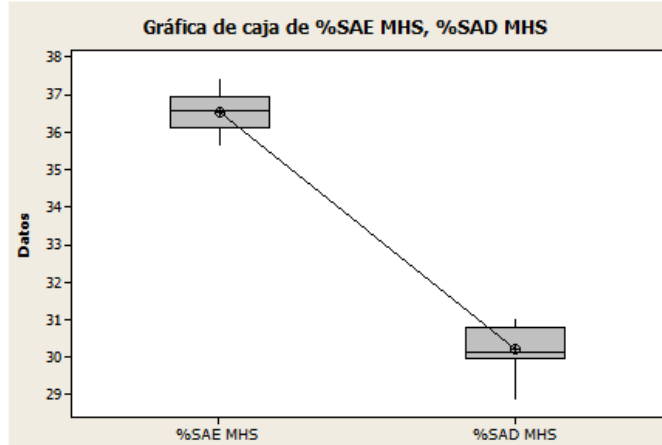 Gráfica de caja de %SAE MHS, %SAD MHS
38
37
36
35
34
33
32
31
30
29
Datos
%SAE MHS
%SAD MHS